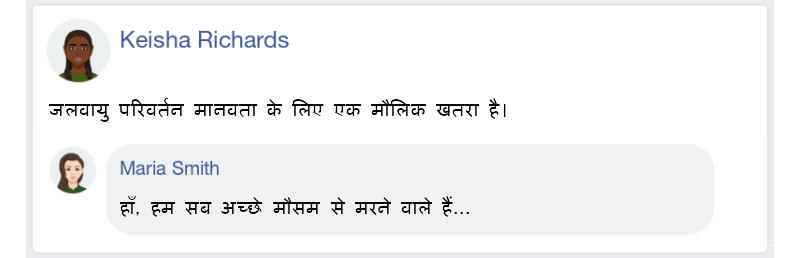 Keisha Richards
जलवायु परिवर्तन मानवता के लिए एक मौलिक खतरा है।
Maria Smith
हाँ, हम सब अच्छे मौसम से मरने वाले हैं...